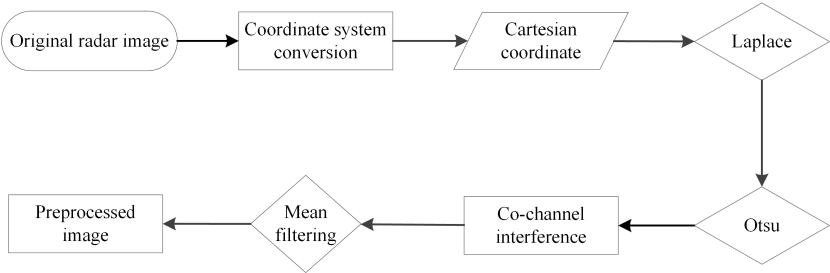 Original radar image
Coordinate system
conversion
Cartesian
coordinate
Laplace
Otsu
Co-channel
interference
Mean
filtering
Preprocessed
image